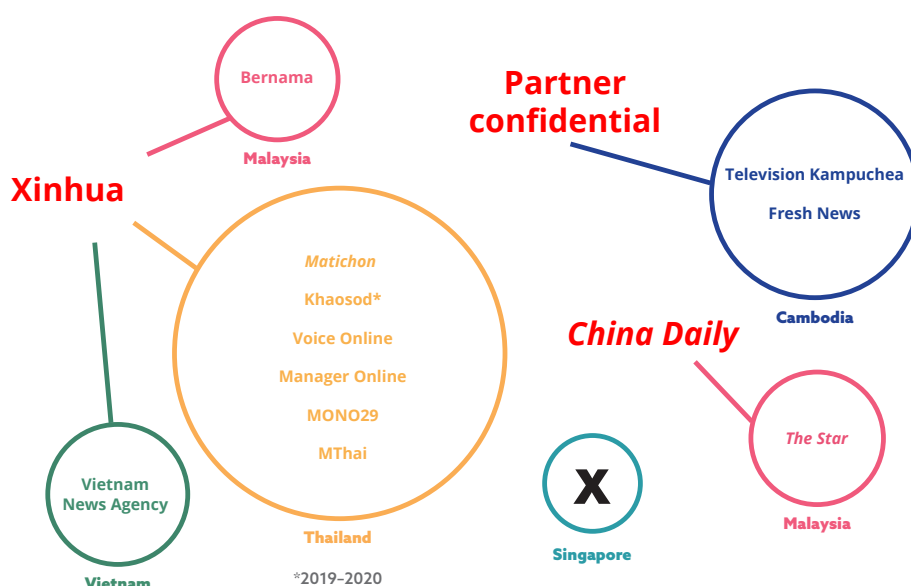 Bernama
Malaysia
Xinhua
Matichon
Khaosod*
Voice Online
Manager Online
MONO29
MThai
Thailand
*2019–2020
Vietnam
News Agency
Vietnam
Partner
confidential
Television Kampuchea
Fresh News
Cambodia
China Daily
The Star
Malaysia
X
Singapore